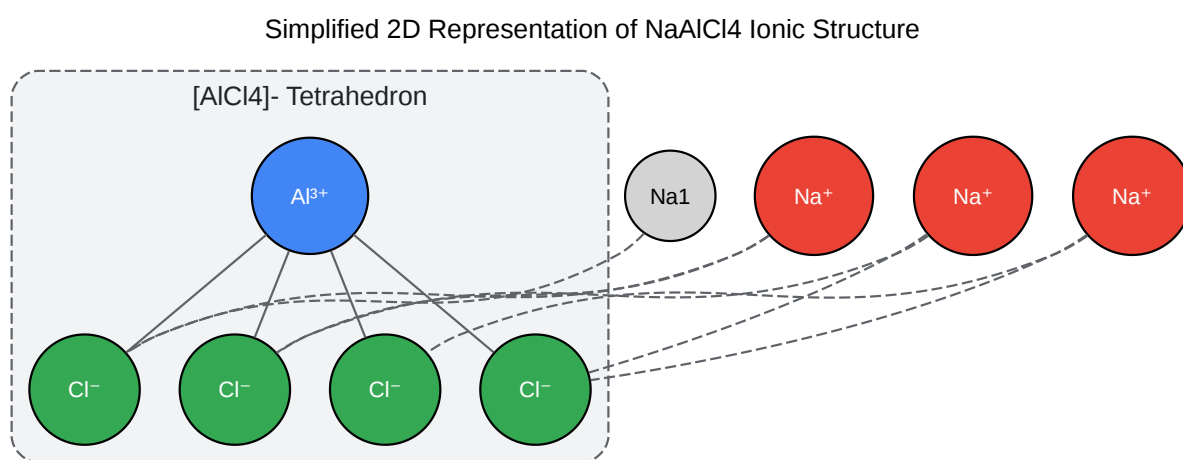 Simplified 2D Representation of NaAlCl4 Ionic Structure
[AlCl4]- Tetrahedron
Al³⁺
Na1
Na⁺
Na⁺
Na⁺
Cl⁻
Cl⁻
Cl⁻
Cl⁻